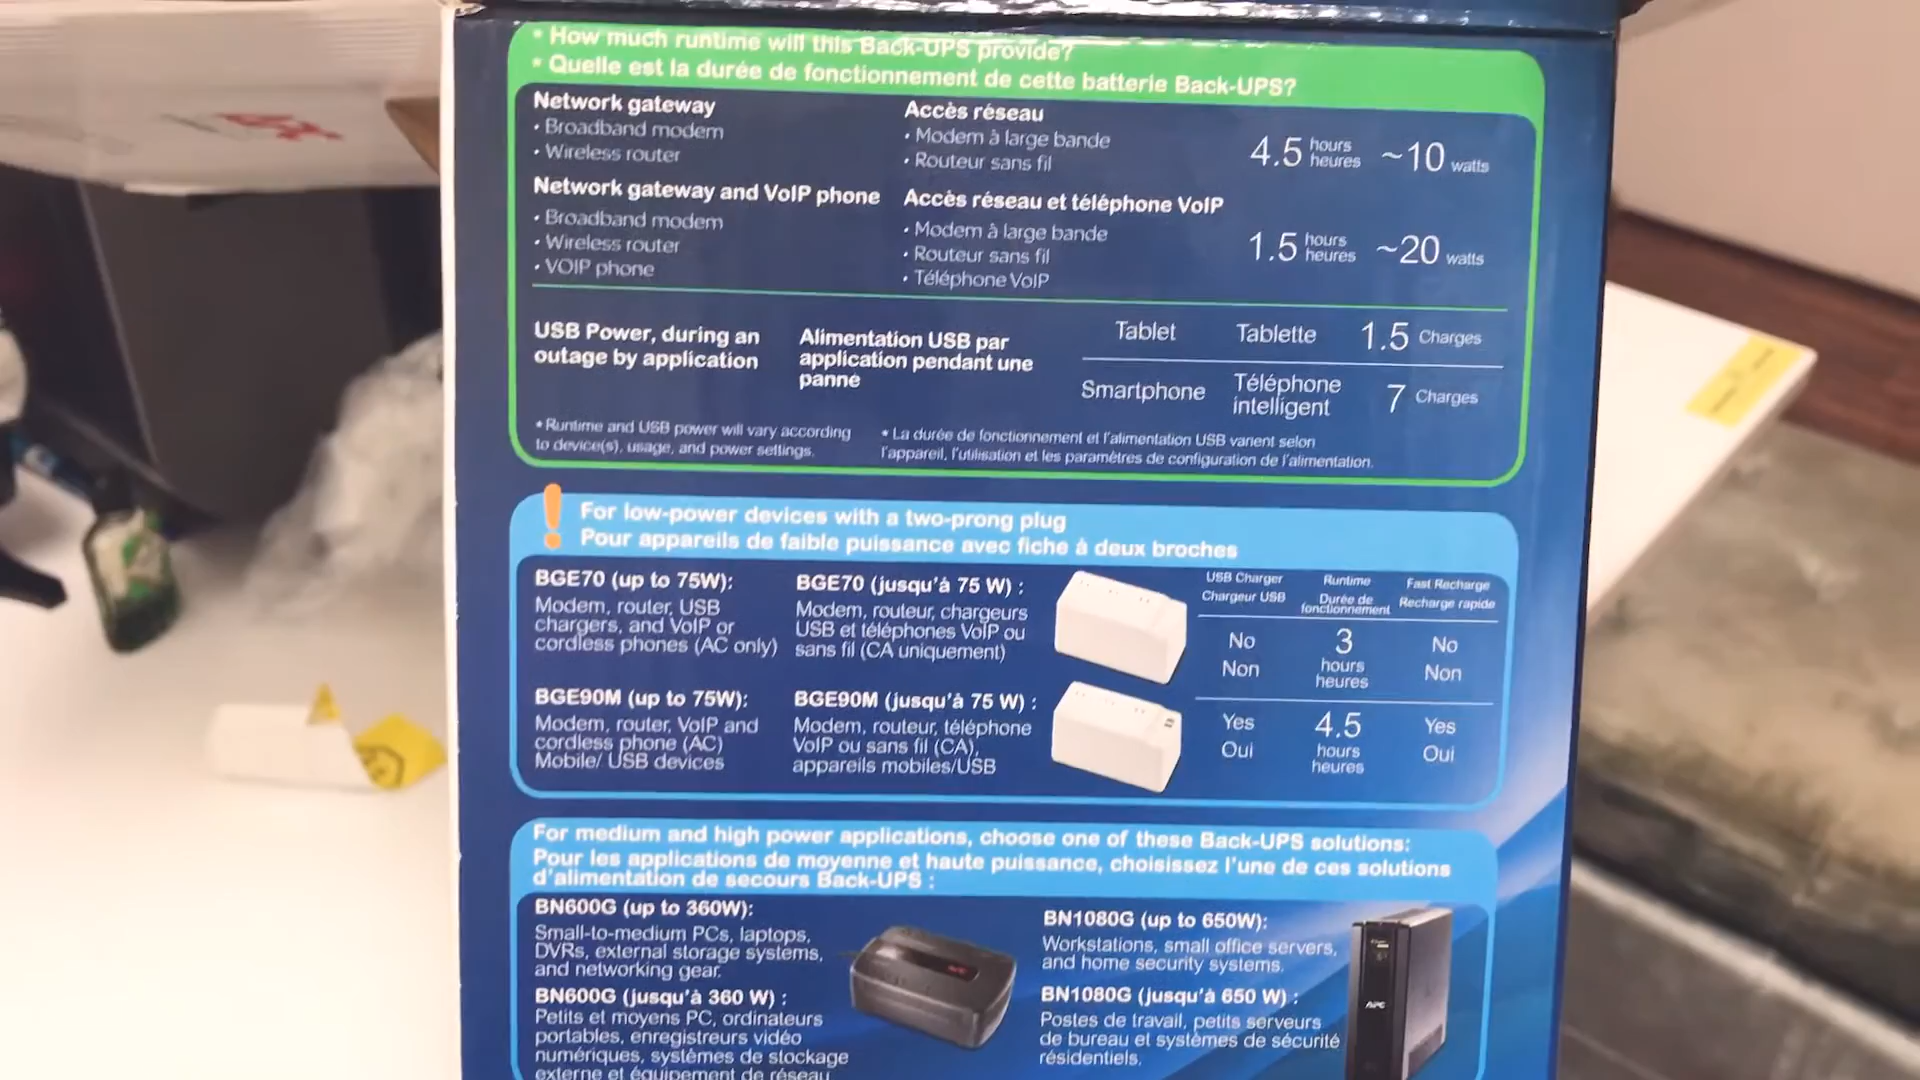 * How much runtime will this Back-UPS provide?
* Quelle est la durée de fonctionnement de cette batterie Back-UPS?
Network gateway
• Broadband modem
• Wireless router
Accès réseau
• Modem à large bande
• Routeur sans fil
4.5 hours heures ~10 watts
Network gateway and VoIP phone
• Broadband modem
• Wireless router
• VOIP phone
Accès réseau et téléphone VoIP
• Modem à large bande
• Routeur sans fil
• Téléphone VoIP
1.5 hours heures ~20 watts
USB Power, during an
outage by application
Alimentation USB par
application pendant une
panne
Tablet Tablette 1.5 Charges
Smartphone Téléphone intelligent 7 Charges
* Runtime and USB power will vary according
to device(s), usage, and power settings.
* La durée de fonctionnement et l'alimentation USB varient selon
l'appareil, l'utilisation et les paramètres de configuration de l'alimentation.
! For low-power devices with a two-prong plug
Pour appareils de faible puissance avec fiche à deux broches
BGE70 (up to 75W):
Modem, router, USB
chargers, and VoIP or
cordless phones (AC only)
BGE70 (jusqu'à 75 W) :
Modem, routeur, chargeurs
USB et téléphones VoIP ou
sans fil (CA uniquement)
USB Charger Runtime Fast Recharge
Chargeur USB Durée de fonctionnement Recharge rapide
No 3 No
Non hours heures Non
BGE90M (up to 75W):
Modem, router, VoIP and
cordless phone (AC)
Mobile/ USB devices
BGE90M (jusqu'à 75 W) :
Modem, routeur, téléphone
VoIP ou sans fil (CA),
appareils mobiles/USB
Yes 4.5 Yes
Oui hours heures Oui
For medium and high power applications, choose one of these Back-UPS solutions:
Pour les applications de moyenne et haute puissance, choisissez l'une de ces solutions
d'alimentation de secours Back-UPS :
BN600G (up to 360W):
Small-to-medium PCs, laptops,
DVRs, external storage systems,
and networking gear.
BN600G (jusqu'à 360 W) :
Petits et moyens PC, ordinateurs
portables, enregistreurs vidéo
numériques, systèmes de stockage
externe et équipement de réseau
BN1080G (up to 650W):
Workstations, small office servers,
and home security systems.
BN1080G (jusqu'à 650 W) :
Postes de travail, petits serveurs
de bureau et systèmes de sécurité
résidentiels.
APC